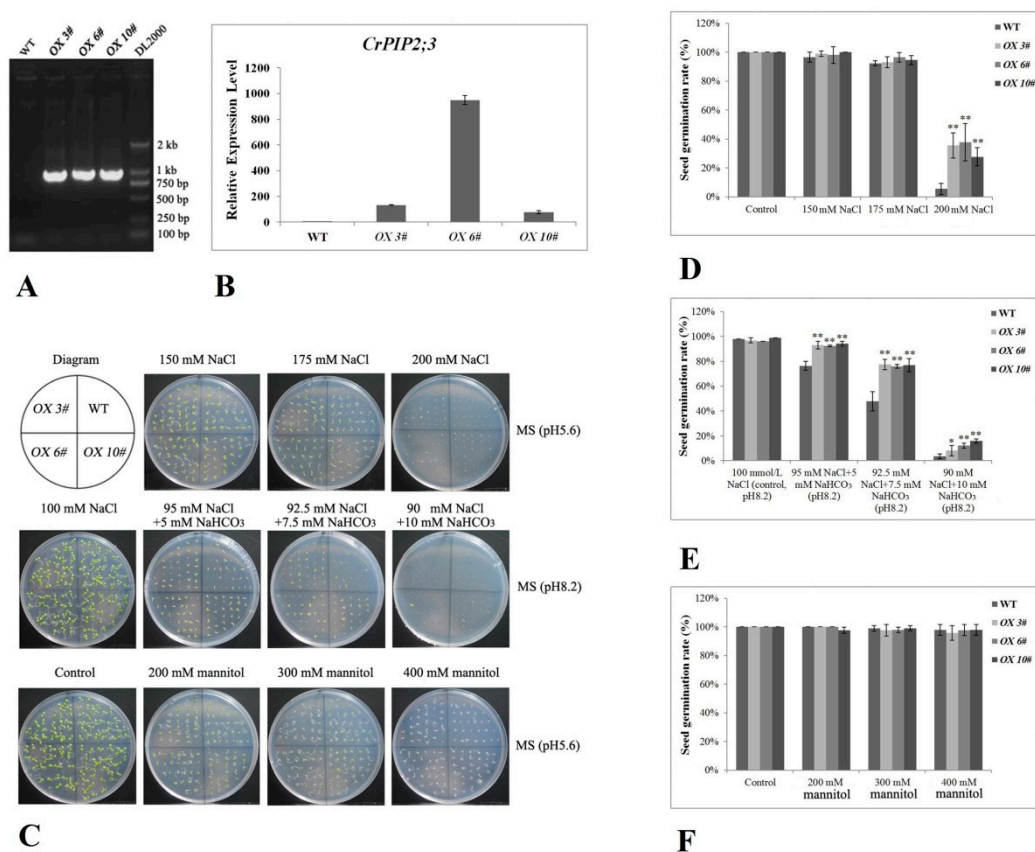 WT
OX 3#
OX 6#
OX 10#
DL2000
2 kb
1 kb
750 bp
500 bp
250 bp
100 bp
A
CrPIP2;3
Relative Expression Level
1200
1000
800
600
400
200
0
WT
OX 3#
OX 6#
OX 10#
B
Diagram
OX 3#
WT
OX 6#
OX 10#
150 mM NaCl
175 mM NaCl
200 mM NaCl
MS (pH5.6)
100 mM NaCl
95 mM NaCl
+5 mM NaHCO₃
92.5 mM NaCl
+7.5 mM NaHCO₃
90 mM NaCl
+10 mM NaHCO₃
MS (pH8.2)
Control
200 mM mannitol
300 mM mannitol
400 mM mannitol
MS (pH5.6)
C
Seed germination rate (%)
120%
100%
80%
60%
40%
20%
0%
** ** **
Control
150 mM NaCl
175 mM NaCl
200 mM NaCl
WT
OX 3#
OX 6#
OX 10#
D
Seed germination rate (%)
120%
100%
80%
60%
40%
20%
0%
** ** **
** ** **
* ** **
100 mmol/L
NaCl (control,
pH8.2)
95 mM NaCl+5
mM NaHCO₃
(pH8.2)
92.5 mM
NaCl+7.5 mM
NaHCO₃
(pH8.2)
90 mM
NaCl+10 mM
NaHCO₃
(pH8.2)
WT
OX 3#
OX 6#
OX 10#
E
Seed germination rate (%)
120%
100%
80%
60%
40%
20%
0%
Control
200 mM
mannitol
300 mM
mannitol
400 mM
mannitol
WT
OX 3#
OX 6#
OX 10#
F